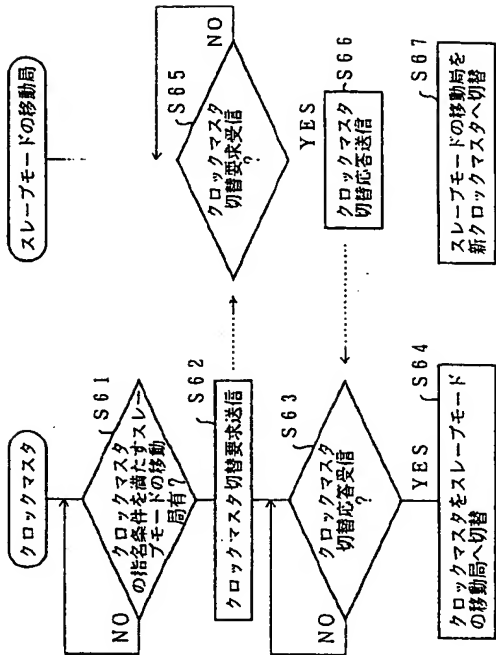 クロックマスタ
S61
クロックマスタ
の指名条件を満たすスレー
ブモードの移動
局有?
NO
S62
クロックマスタ切替要求送信
S63
クロックマスタ
切替応答受信
?
NO
YES
S64
クロックマスタをスレーブモード
の移動局へ切替
スレーブモードの移動局
S65
クロックマスタ
切替要求受信
?
NO
YES
S66
クロックマスタ
切替応答送信
S67
スレーブモードの移動局を
新クロックマスタへ切替